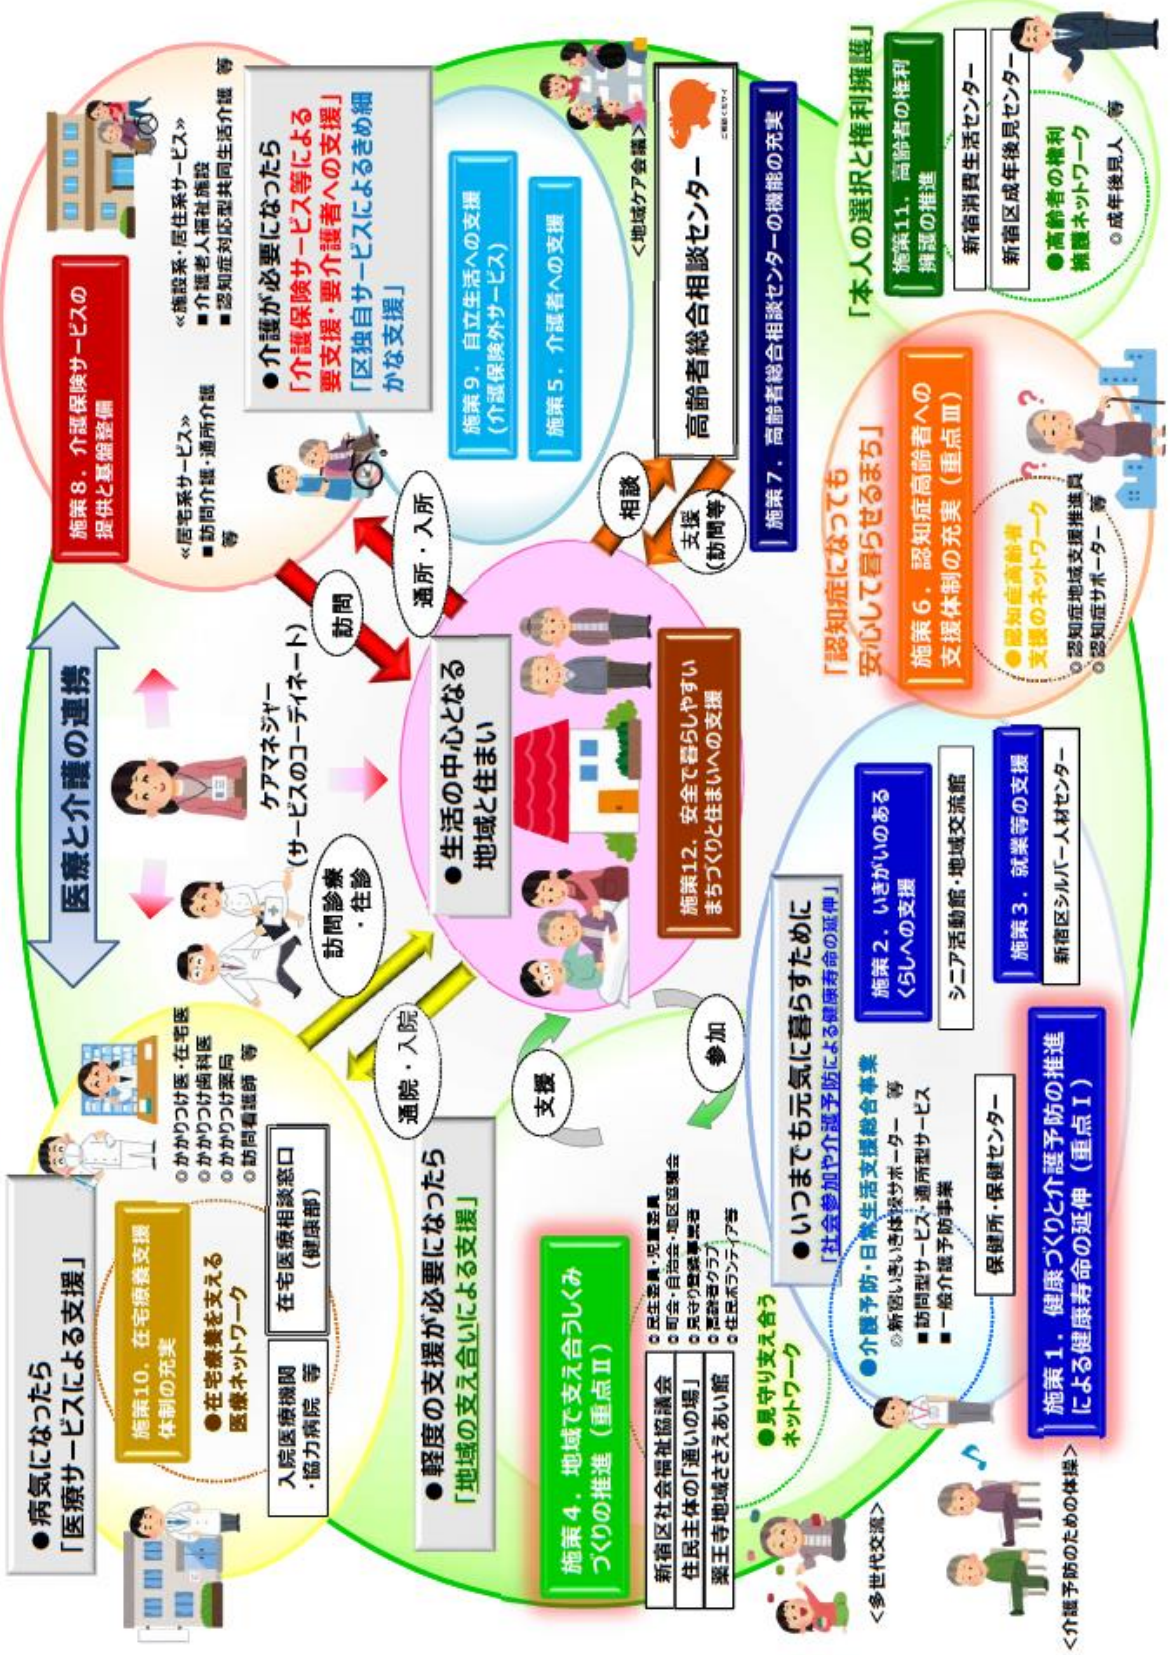 ●病気になったら
「医療サービスによる支援」
施策10．在宅療養支援
体制の充実
●在宅療養を支える
医療ネットワーク
入院医療機関
・協力病院 等
在宅医療相談窓口
(健康部)
◎かかりつけ医・在宅医
◎かかりつけ歯科医
◎かかりつけ薬局
◎訪問看護師 等
医療と介護の連携
ケアマネジャー
(サービスのコーディネート)
訪問診療
・往診
通院・入院
訪問
通所・入所
施策８．介護保険サービスの
提供と基盤整備
≪居宅系サービス≫
■訪問介護・通所介護
等
≪施設系・居住系サービス≫
■介護老人福祉施設
■認知症対応型共同生活介護 等
●介護が必要になったら
「介護保険サービス等による
要支援・要介護者への支援」
「区独自サービスによるきめ細
かな支援」
施策９．自立生活への支援
(介護保険外サービス)
施策５．介護者への支援
●生活の中心となる
地域と住まい
施策12．安全で暮らしやすい
まちづくりと住まいへの支援
相談
支援
(訪問等)
<地域ケア会議>
高齢者総合相談センター
施策７．高齢者総合相談センターの機能の充実
●軽度の支援が必要になったら
「地域の支え合いによる支援」
支援
参加
施策４．地域で支え合うしくみ
づくりの推進（重点Ⅱ）
新宿区社会福祉協議会
住民主体の「通いの場」
薬王寺地域ささえあい館
◎民生委員・児童委員
◎町会・自治会・地区協議会
◎見守り登録事業者
◎高齢者クラブ
◎住民ボランティア等
●見守り支え合う
ネットワーク
<多世代交流>
●いつまでも元気に暮らすために
「社会参加や介護予防による健康寿命の延伸」
●介護予防・日常生活支援総合事業
◎新宿いきいき体操サポーター 等
■訪問型サービス・通所型サービス
■一般介護予防事業
保健所・保健センター
施策１．健康づくりと介護予防の推進
による健康寿命の延伸（重点Ⅰ）
<介護予防のための体操>
施策２．いきがいのある
くらしへの支援
シニア活動館・地域交流館
施策３．就業等の支援
新宿区シルバー人材センター
「認知症になっても
安心して暮らせるまち」
施策６．認知症高齢者への
支援体制の充実（重点Ⅲ）
●認知症高齢者
支援のネットワーク
◎認知症地域支援推進員
◎認知症サポーター 等
「本人の選択と権利擁護」
施策11．高齢者の権利
擁護の推進
新宿消費生活センター
新宿区成年後見センター
●高齢者の権利
擁護ネットワーク
◎成年後見人 等